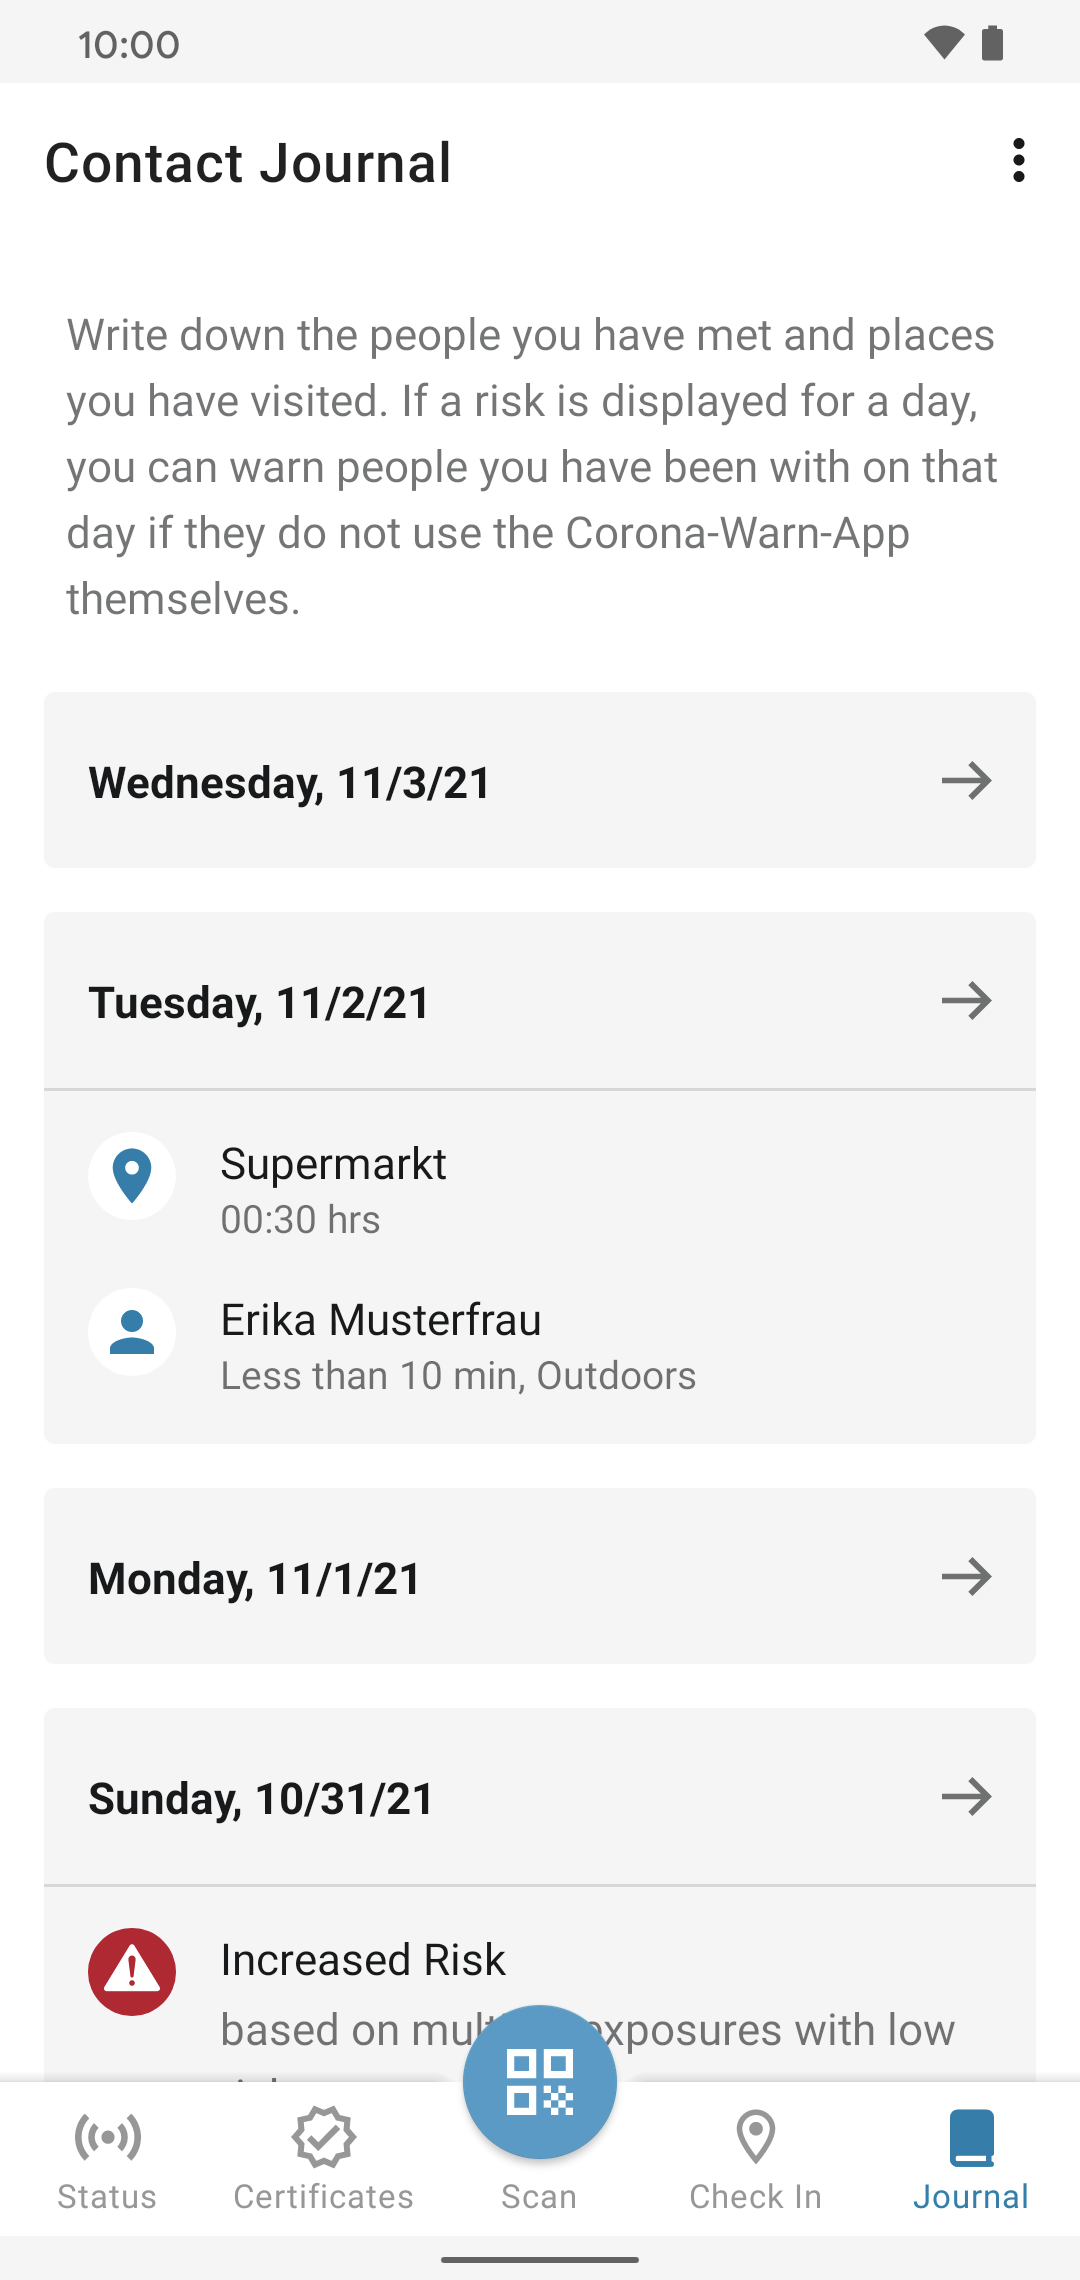 10:00
Contact Journal
Write down the people you have met and places
you have visited. If a risk is displayed for a day,
you can warn people you have been with on that
day if they do not use the Corona-Warn-App
themselves.
Wednesday, 11/3/21
Tuesday, 11/2/21
Supermarkt
00:30 hrs
Erika Musterfrau
Less than 10 min, Outdoors
Monday, 11/1/21
Sunday, 10/31/21
Increased Risk
based on exposures with low
Status
Certificates
Scan
Check In
Journal